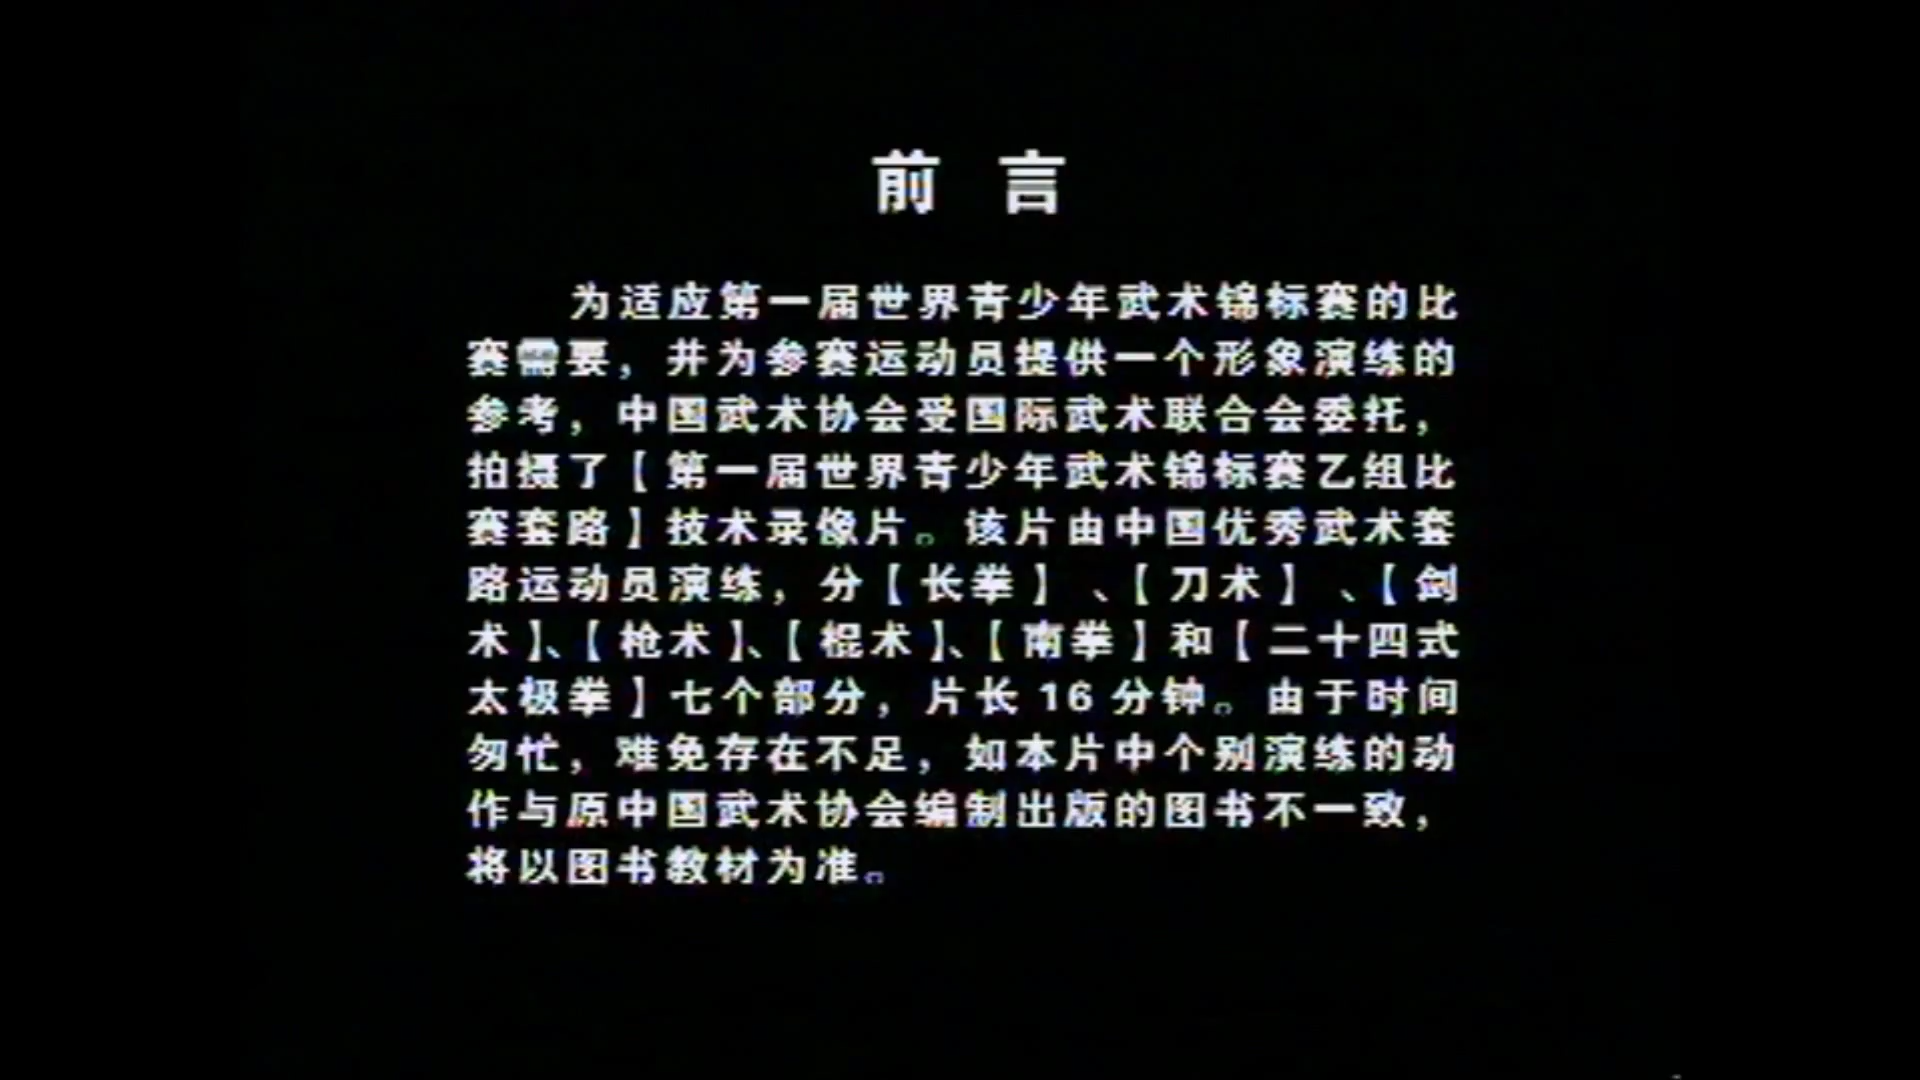 前 言
为适应第一届世界青少年武术锦标赛的比
赛需要，并为参赛运动员提供一个形象演练的
参考，中国武术协会受国际武术联合会委托，
拍摄了【第一届世界青少年武术锦标赛乙组比
赛套路】技术录像片。该片由中国优秀武术套
路运动员演练，分【长拳】、【刀术】、【剑
术】、【枪术】、【棍术】、【南拳】和【二十四式
太极拳】七个部分，片长 16 分钟。由于时间
匆忙，难免存在不足，如本片中个别演练的动
作与原中国武术协会编制出版的图书不一致，
将以图书教材为准。